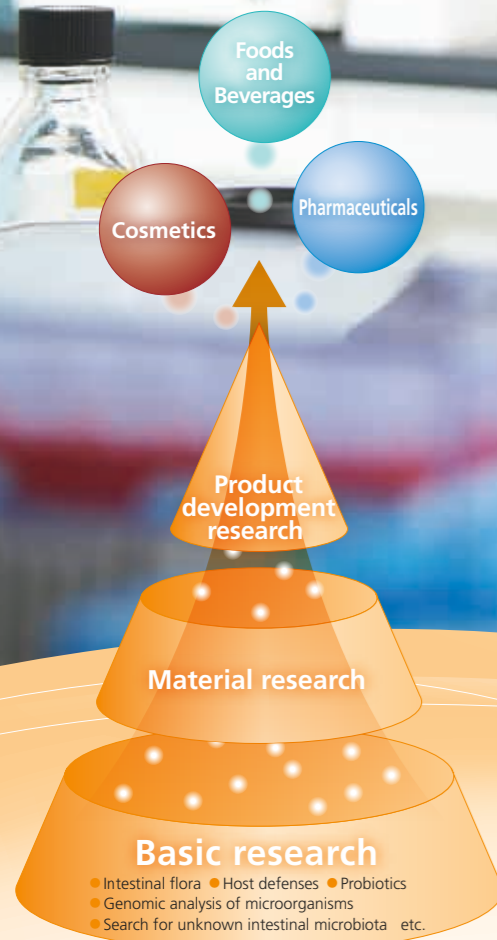 Foods
and
Beverages
Cosmetics
Pharmaceuticals
Product
development
research
Material research
Basic research
● Intestinal flora ● Host defenses ● Probiotics
● Genomic analysis of microorganisms
● Search for unknown intestinal microbiota etc.